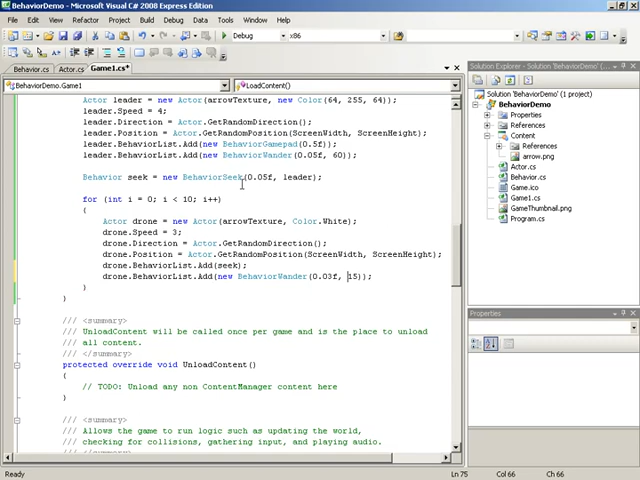 BehaviorDemo - Microsoft Visual C# 2008 Express Edition
File Edit View Refactor Project Build Debug Data Tools Window Help
Debug x86
Behavior.cs Actor.cs Game1.cs*
BehaviorDemo.Game1 LoadContent()
Actor leader = new Actor(arrowTexture, new Color(64, 255, 64));
leader.Speed = 4;
leader.Direction = Actor.GetRandomDirection();
leader.Position = Actor.GetRandomPosition(ScreenWidth, ScreenHeight);
leader.BehaviorList.Add(new BehaviorGamepad(0.5f));
leader.BehaviorList.Add(new BehaviorWander(0.05f, 60));
Behavior seek = new BehaviorSeek(0.05f, leader);
for (int i = 0; i < 10; i++)
{
Actor drone = new Actor(arrowTexture, Color.White);
drone.Speed = 3;
drone.Direction = Actor.GetRandomDirection();
drone.Position = Actor.GetRandomPosition(ScreenWidth, ScreenHeight);
drone.BehaviorList.Add(seek);
drone.BehaviorList.Add(new BehaviorWander(0.03f, 15));
}
}
/// <summary>
/// UnloadContent will be called once per game and is the place to unload
/// all content.
/// </summary>
protected override void UnloadContent()
{
// TODO: Unload any non ContentManager content here
}
/// <summary>
/// Allows the game to run logic such as updating the world,
/// checking for collisions, gathering input, and playing audio.
/// </summary>
Solution Explorer - BehaviorDemo
Solution 'BehaviorDemo' (1 project)
BehaviorDemo
Properties
References
Content
References
arrow.png
Actor.cs
Behavior.cs
Game.ico
Game1.cs
GameThumbnail.png
Program.cs
Properties
Ready Ln 75 Col 66 Ch 66